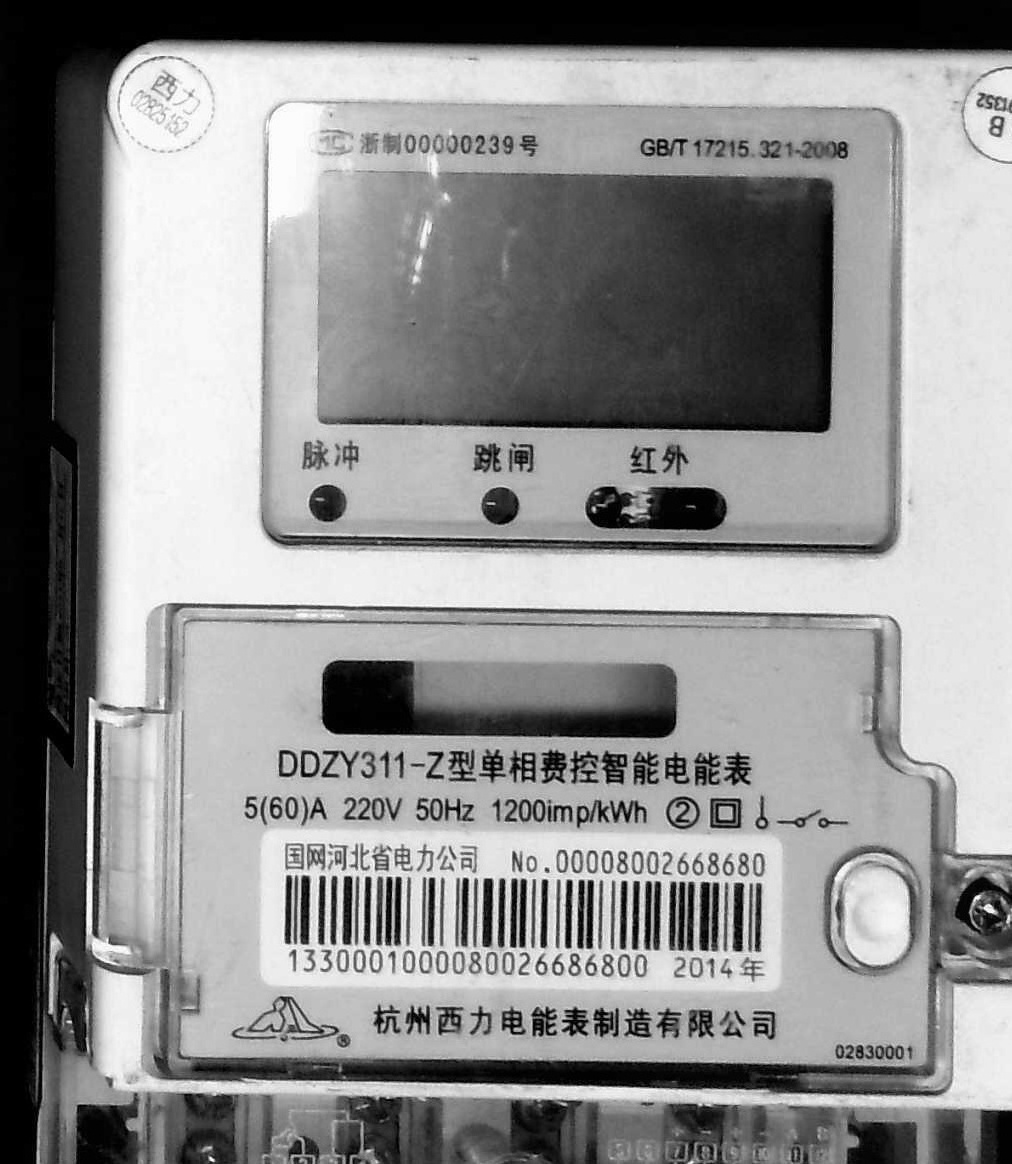 西力
02825152
B
浙制00000239号 GB/T 17215.321-2008
脉冲 跳闸 红外
DDZY311-Z型单相费控智能电能表
5(60)A 220V 50Hz 1200imp/kWh ②
国网河北省电力公司 No.00008002668680
1330001000080026686800 2014年
杭州西力电能表制造有限公司
®
02830001